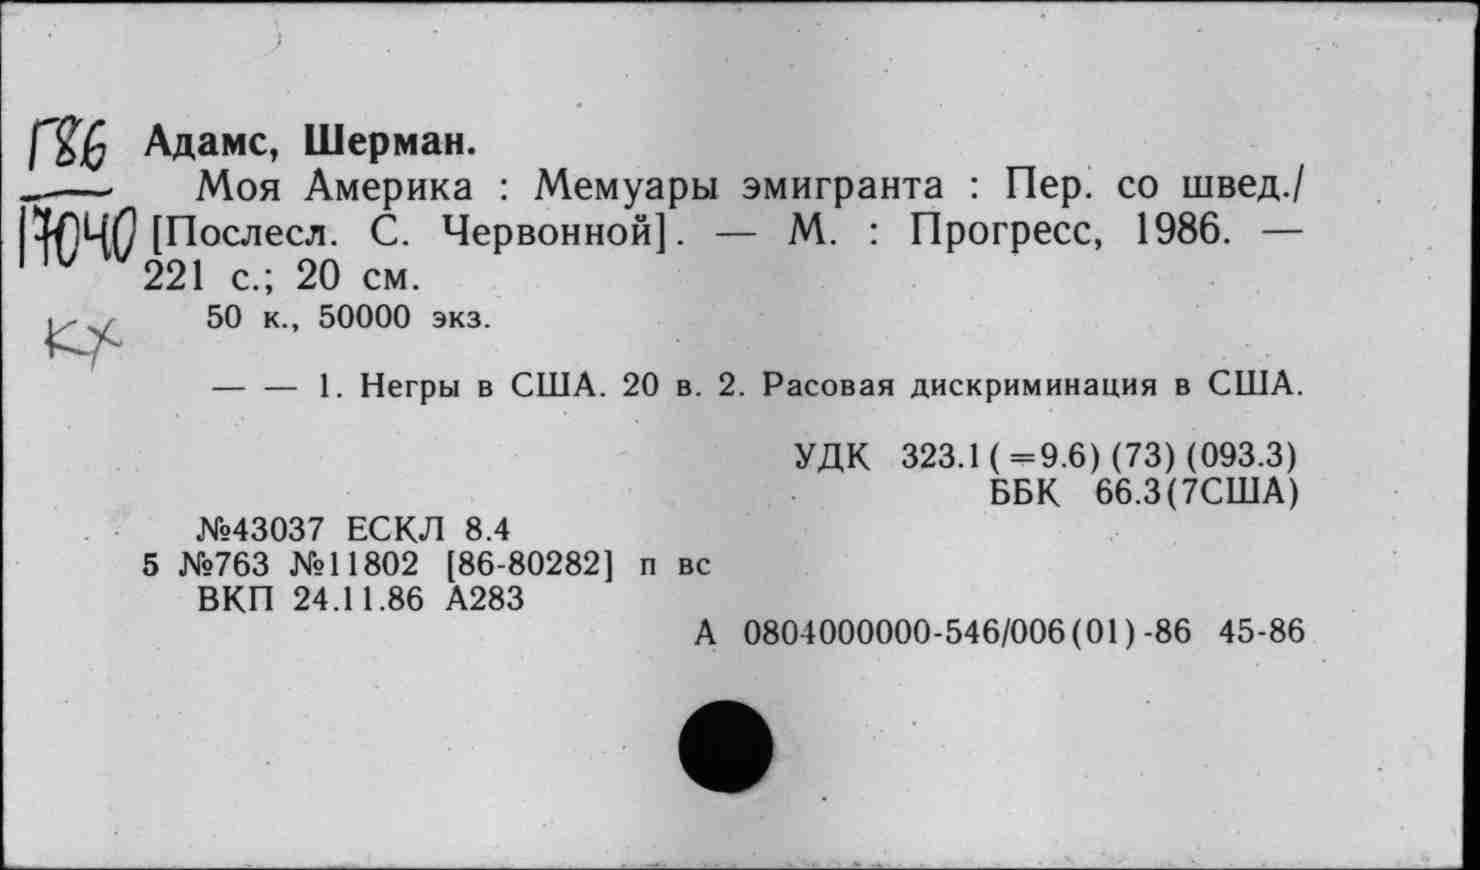 Г86 Адамс, Шерман.
Моя Америка : Мемуары эмигранта : Пер. со швед./
17040 [Послесл. С. Червонной]. — М. : Прогресс, 1986. —
221 с.; 20 см.
50 к., 50000 экз.
кх
— — 1. Негры в США. 20 в. 2. Расовая дискриминация в США.
УДК 323.1(=9.6)(73)(093.3)
ББК 66.3(7США)
№43037 ЕСКЛ 8.4
5 №763 №11802 [86-80282] п вс
ВКП 24.11.86 А283
А 0804000000-546/006(01)-86 45-86